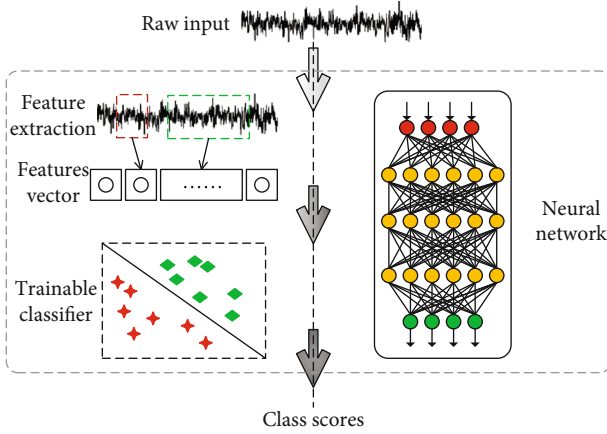 Raw input
Feature
extraction
Features
vector
......
Neural
network
Trainable
classifier
Class scores